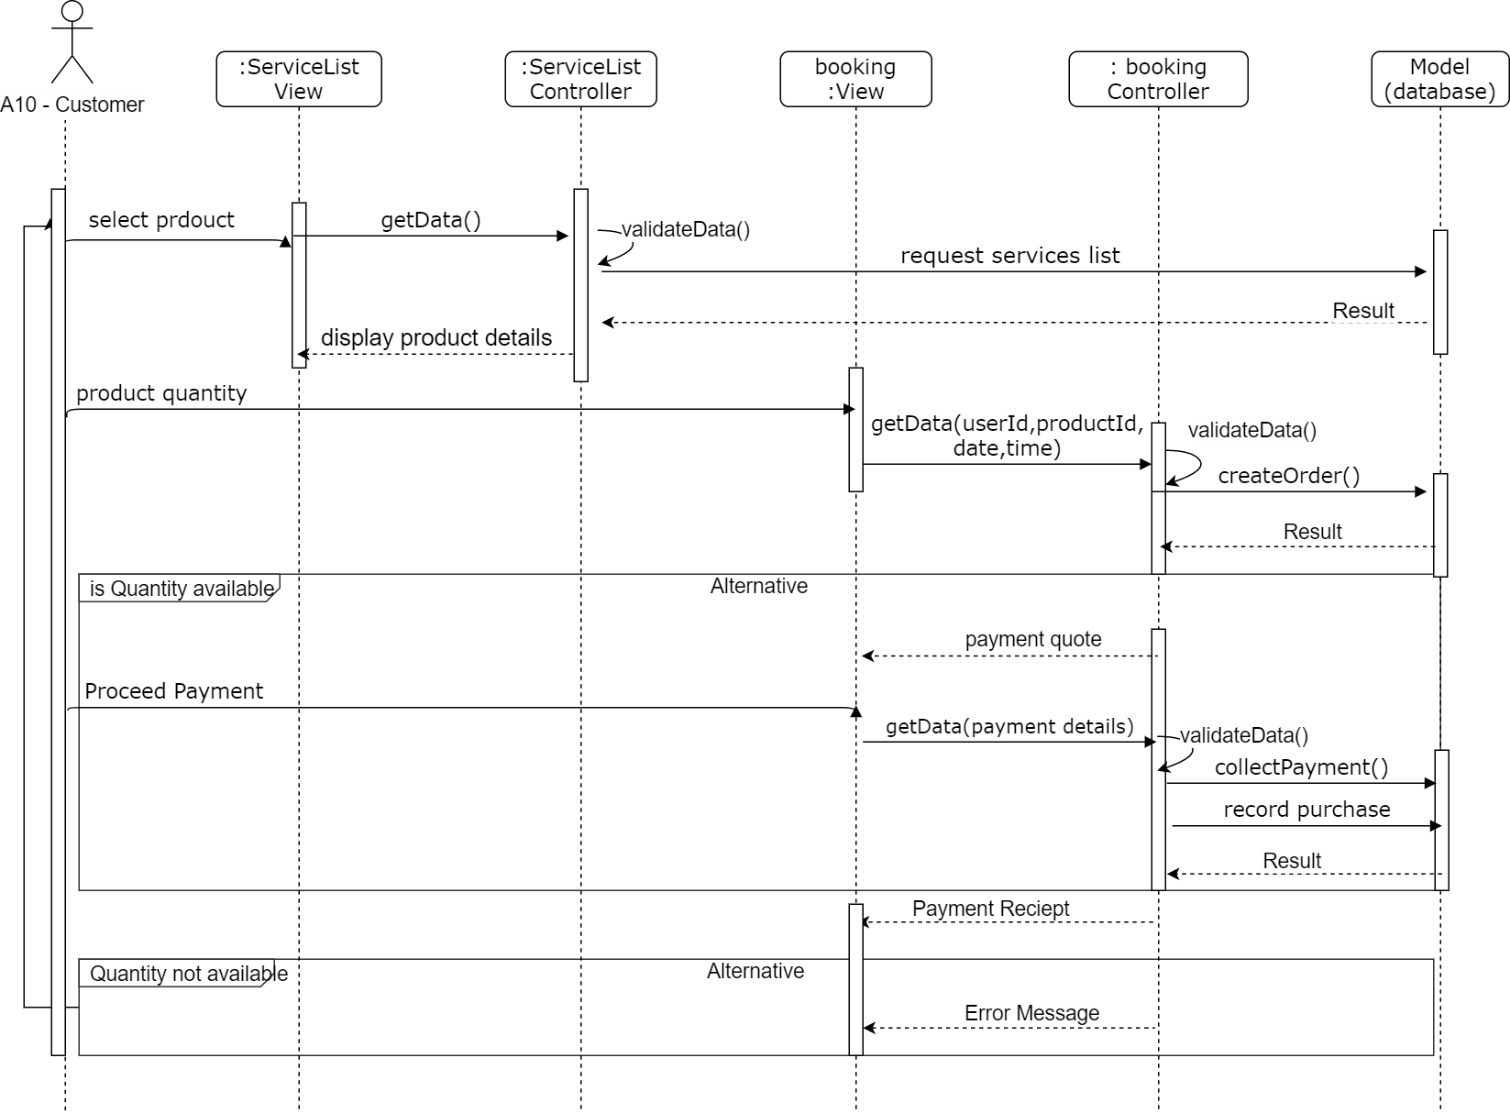 A10 - Customer
:ServiceList
View
:ServiceList
Controller
booking
:View
: booking
Controller
Model
(database)
select prdouct
getData()
validateData()
request services list
Result
display product details
product quantity
getData(userId,productId,
date,time)
validateData()
createOrder()
Result
is Quantity available
Alternative
payment quote
Proceed Payment
getData(payment details)
validateData()
collectPayment()
record purchase
Result
Payment Reciept
Quantity not available
Alternative
Error Message